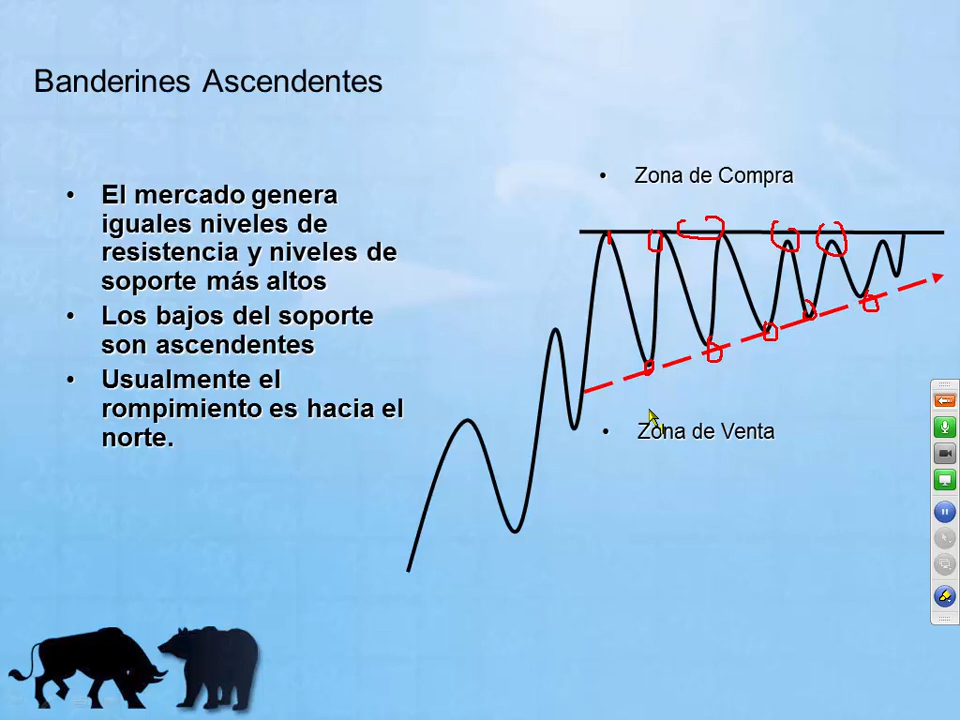 Banderines Ascendentes
• El mercado genera
iguales niveles de
resistencia y niveles de
soporte más altos
• Los bajos del soporte
son ascendentes
• Usualmente el
rompimiento es hacia el
norte.
• Zona de Compra
• Zona de Venta